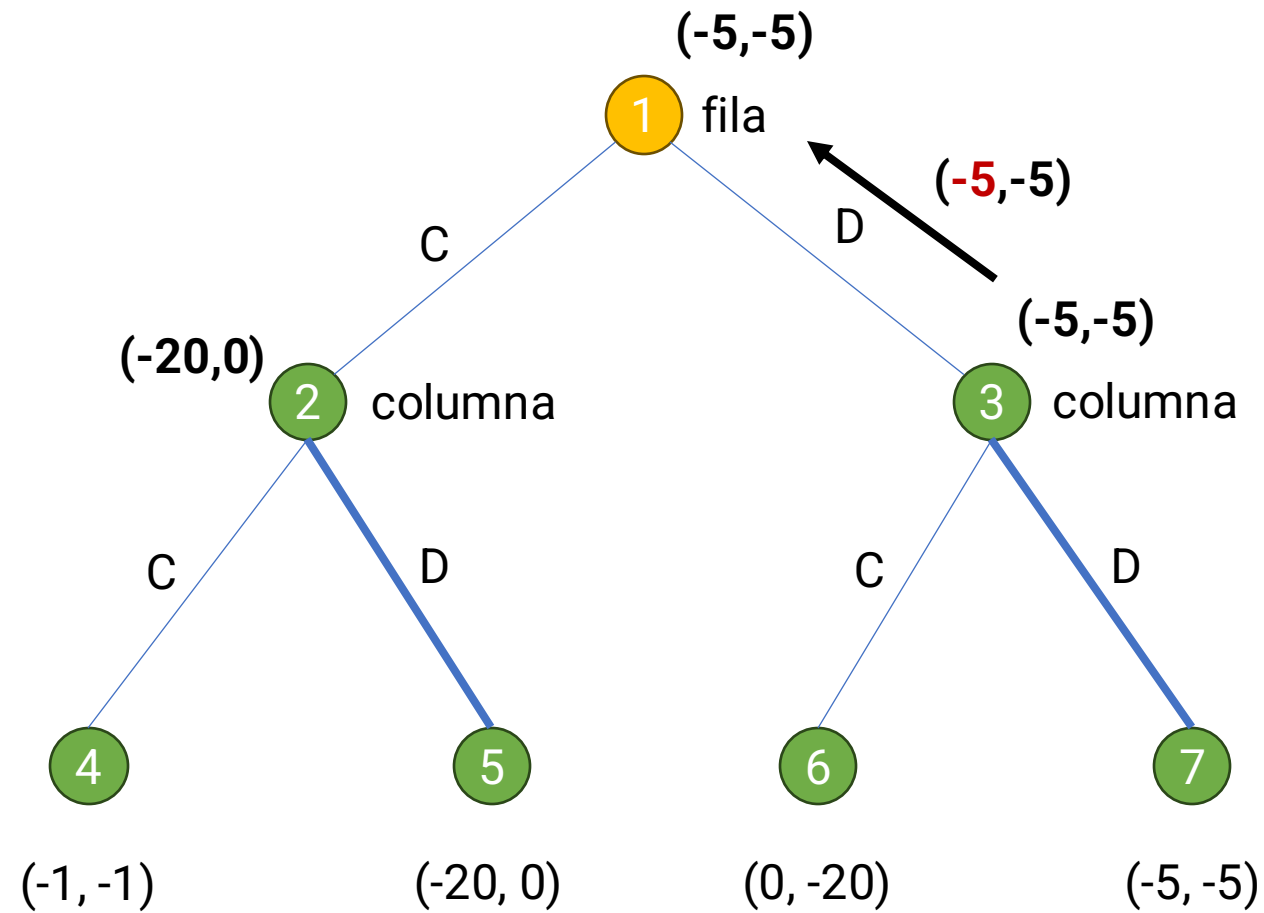 (-5,-5)
1 fila
(-5,-5)
D
C
(-5,-5)
(-20,0)
2 columna
3 columna
C
D
C
D
4
5
6
7
(-1, -1)
(-20, 0)
(0, -20)
(-5, -5)